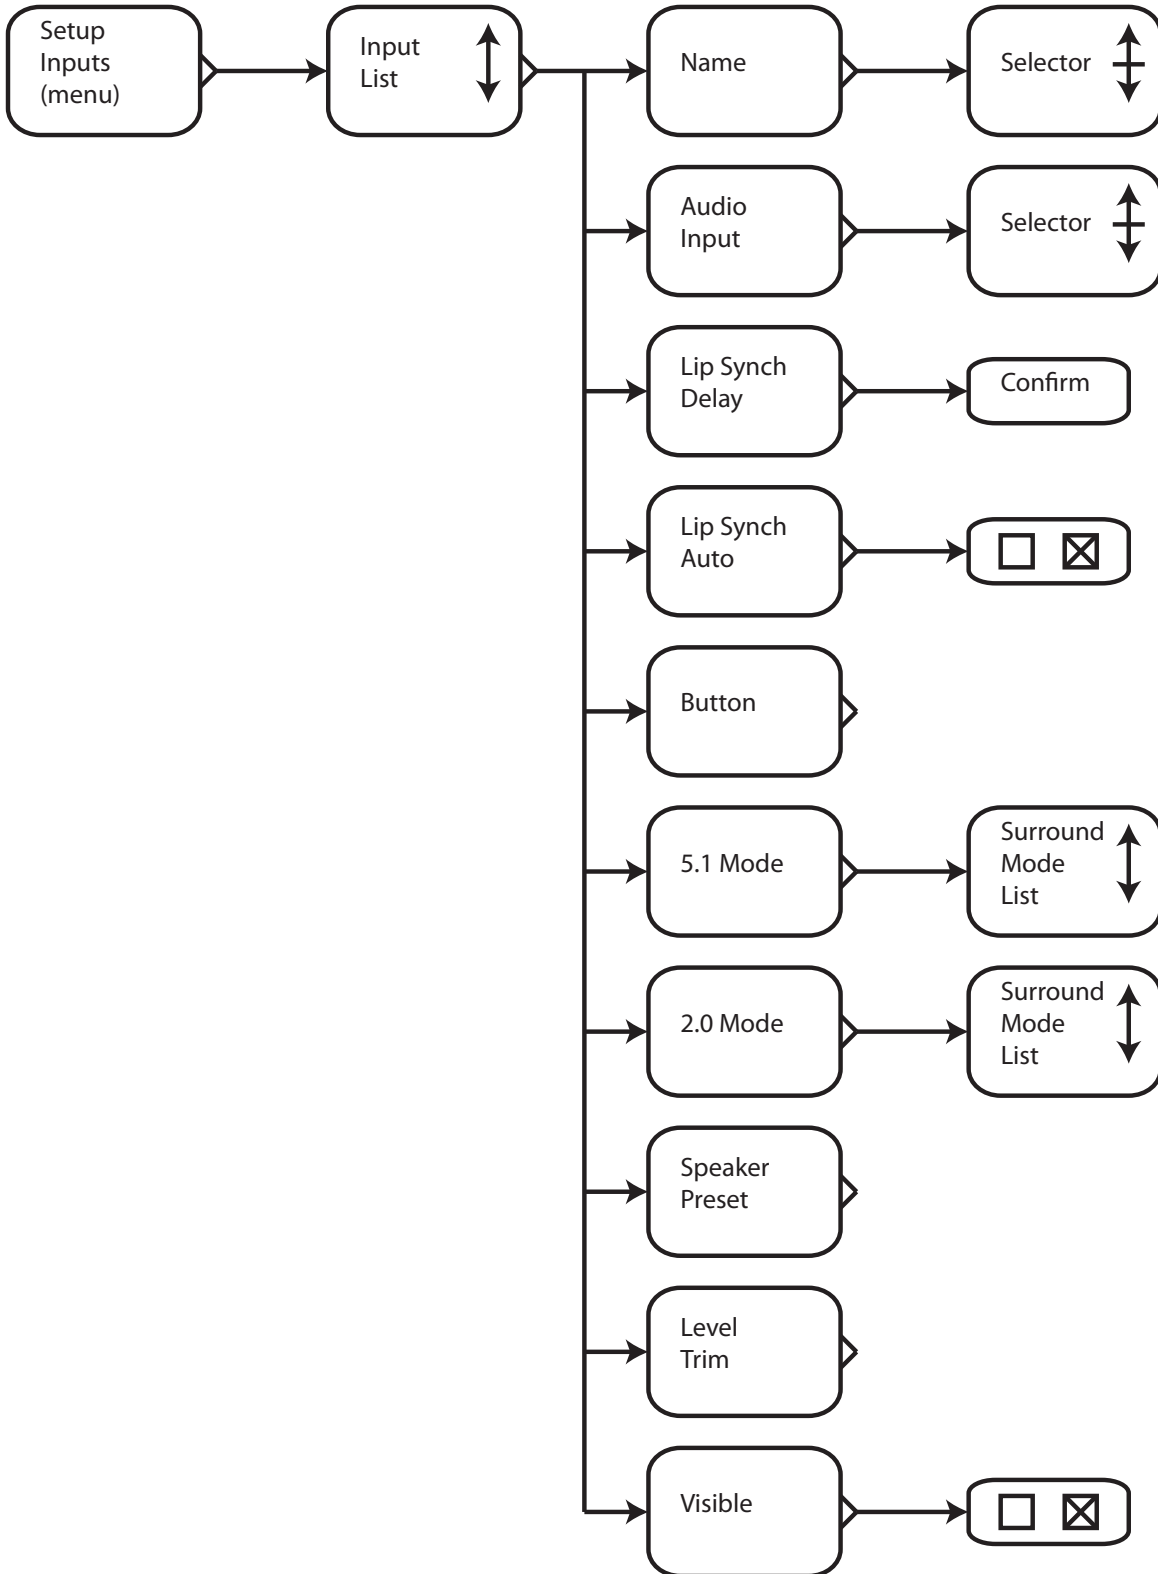 Setup
Inputs
(menu)
Input
List
Name
Selector
Audio
Input
Selector
Lip Synch
Delay
Confirm
Lip Synch
Auto
Button
5.1 Mode
Surround
Mode
List
2.0 Mode
Surround
Mode
List
Speaker
Preset
Level
Trim
Visible